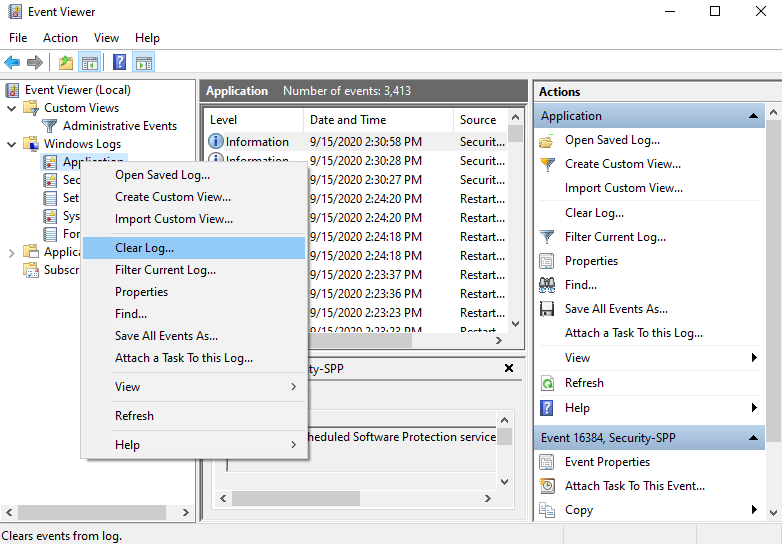 Event Viewer
File Action View Help
Event Viewer (Local)
Custom Views
Administrative Events
Windows Logs
Application
Sec
Set
Sys
For
Applica
Subscr
Open Saved Log...
Create Custom View...
Import Custom View...
Clear Log...
Filter Current Log...
Properties
Find...
Save All Events As...
Attach a Task To this Log...
View
Refresh
Help
Application Number of events: 3,413
Level Date and Time Source
Information 9/15/2020 2:30:58 PM Securit...
Information 9/15/2020 2:30:28 PM Securit...
9/15/2020 2:30:27 PM Securit...
9/15/2020 2:24:20 PM Restart...
9/15/2020 2:24:20 PM Restart...
9/15/2020 2:24:18 PM Restart...
9/15/2020 2:24:18 PM Restart...
9/15/2020 2:23:37 PM Restart...
9/15/2020 2:23:36 PM Restart...
9/15/2020 2:23:23 PM Restart...
9/15/2020 2:23:23 PM Restart...
ty-SPP
heduled Software Protection service
Actions
Application
Open Saved Log...
Create Custom View...
Import Custom View...
Clear Log...
Filter Current Log...
Properties
Find...
Save All Events As...
Attach a Task To this Log...
View
Refresh
Help
Event 16384, Security-SPP
Event Properties
Attach Task To This Event...
Copy
Clears events from log.